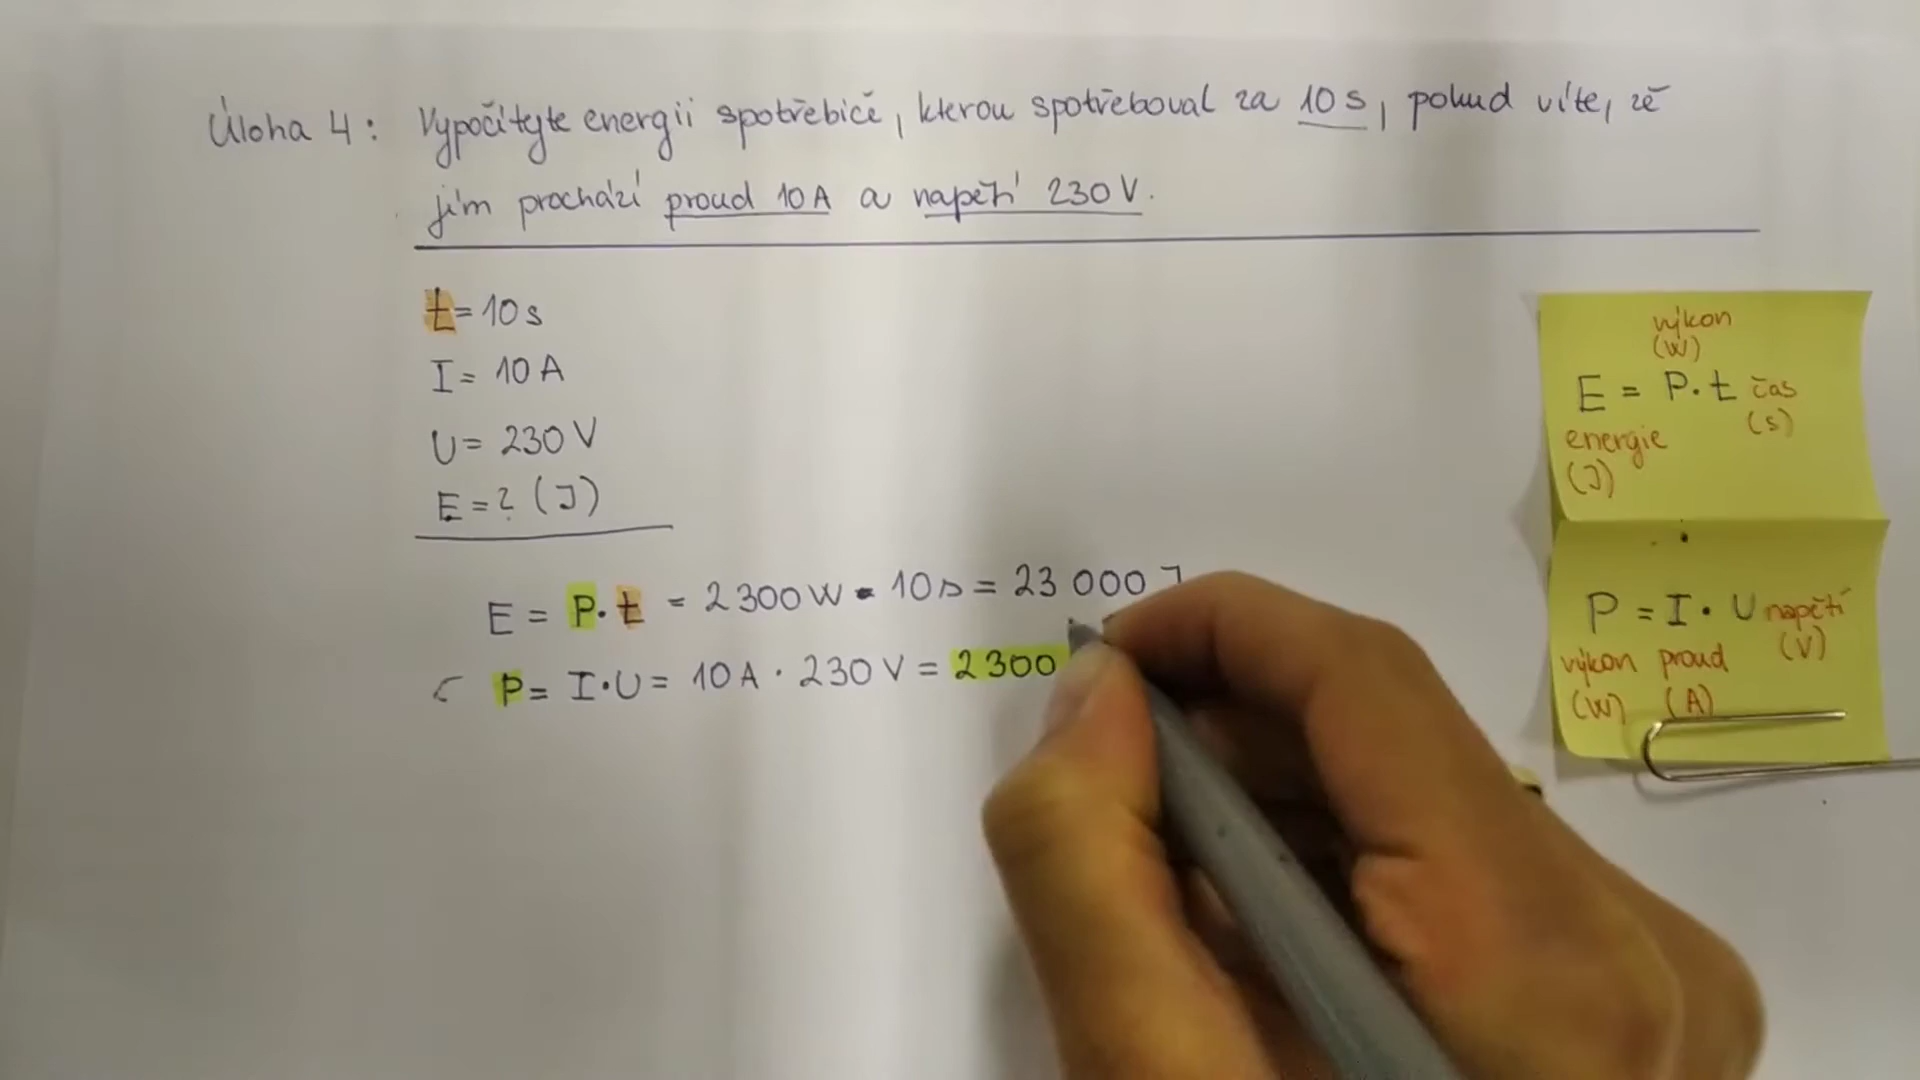 Úloha 4: Vypočítejte energii spotřebiče, kterou spotřeboval za 10 s, pokud víte, že
jím prochází proud 10 A a napětí 230 V.
t = 10 s
I = 10 A
U = 230 V
E = ? (J)
E = P · t = 2 300 W · 10 s = 23 000 J
P = I · U = 10 A · 230 V = 2 300
výkon
(W)
E = P · t čas
(s)
energie
(J)
P = I · U napětí
(V)
výkon proud
(W) (A)